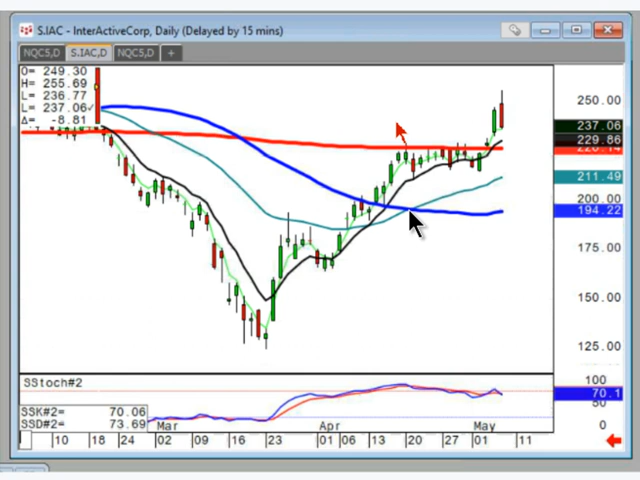 S.IAC - InterActiveCorp, Daily (Delayed by 15 mins)
NQC5,D S.IAC,D NQC5,D +
O= 249.30
H= 255.69
L= 236.77
L= 237.06✓
Δ= -8.81
250.00
237.06
229.86
211.49
200.00
194.22
175.00
150.00
125.00
SStoch#2
100
70.1
50
0
SSK#2= 70.06
SSD#2= 73.69
Mar Apr May
10 18 24 02 09 16 23 01 06 13 20 27 01 11